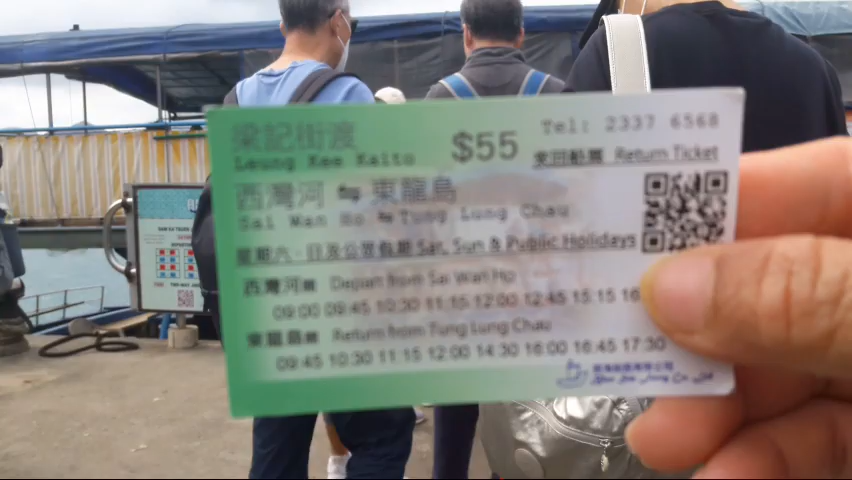 梁記街渡
Leung Kee Kaito
$55
Tel: 2337 6568
來回船票 Return Ticket
西灣河 ⇋ 東龍島
Sai Wan Ho ⇋ Tung Lung Chau
星期六、日及公眾假期 Sat, Sun & Public Holidays
西灣河開 Depart from Sai Wan Ho
09:00 09:45 10:30 11:15 12:00 12:45 15:15 16
東龍島開 Return from Tung Lung Chau
09:45 10:30 11:15 12:00 14:30 16:00 16:45 17:30